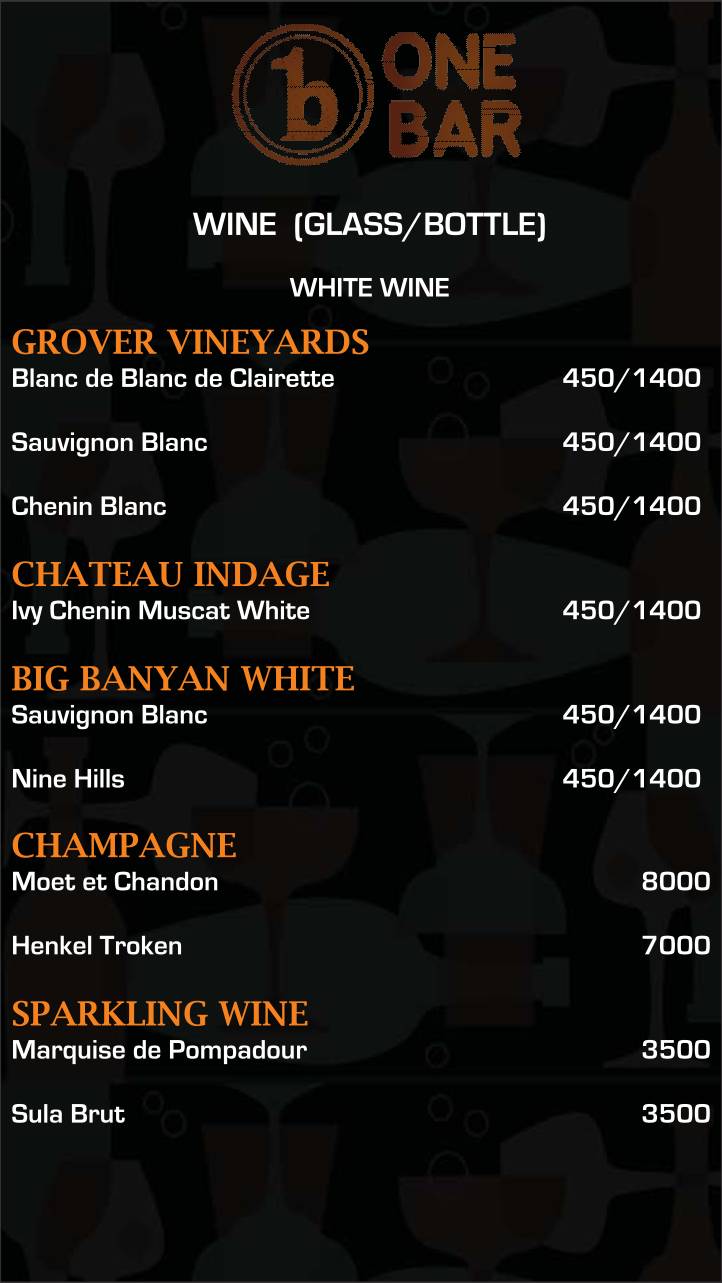 1b ONE
BAR
WINE (GLASS/BOTTLE)
WHITE WINE
GROVER VINEYARDS
Blanc de Blanc de Clairette 450/1400
Sauvignon Blanc 450/1400
Chenin Blanc 450/1400
CHATEAU INDAGE
Ivy Chenin Muscat White 450/1400
BIG BANYAN WHITE
Sauvignon Blanc 450/1400
Nine Hills 450/1400
CHAMPAGNE
Moet et Chandon 8000
Henkel Troken 7000
SPARKLING WINE
Marquise de Pompadour 3500
Sula Brut 3500